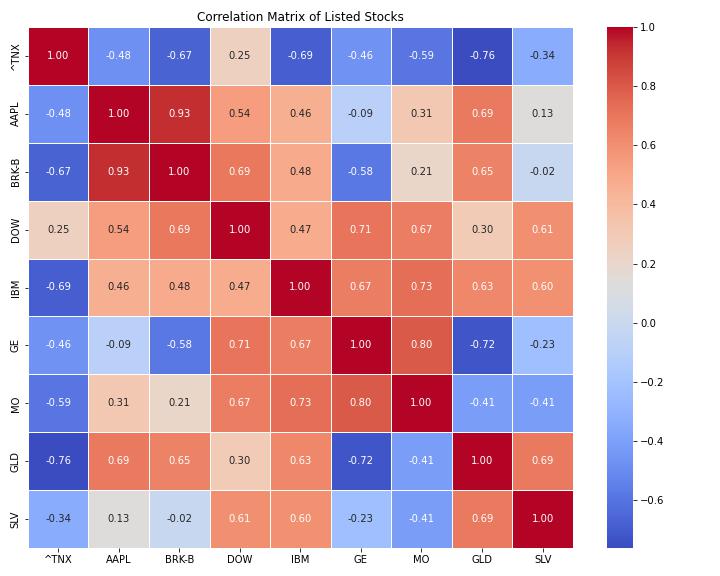 Correlation Matrix of Listed Stocks
^TNX 1.00 -0.48 -0.67 0.25 -0.69 -0.46 -0.59 -0.76 -0.34
AAPL -0.48 1.00 0.93 0.54 0.46 -0.09 0.31 0.69 0.13
BRK-B -0.67 0.93 1.00 0.69 0.48 -0.58 0.21 0.65 -0.02
DOW 0.25 0.54 0.69 1.00 0.47 0.71 0.67 0.30 0.61
IBM -0.69 0.46 0.48 0.47 1.00 0.67 0.73 0.63 0.60
GE -0.46 -0.09 -0.58 0.71 0.67 1.00 0.80 -0.72 -0.23
MO -0.59 0.31 0.21 0.67 0.73 0.80 1.00 -0.41 -0.41
GLD -0.76 0.69 0.65 0.30 0.63 -0.72 -0.41 1.00 0.69
SLV -0.34 0.13 -0.02 0.61 0.60 -0.23 -0.41 0.69 1.00
^TNX AAPL BRK-B DOW IBM GE MO GLD SLV
1.0
0.8
0.6
0.4
0.2
0.0
−0.2
−0.4
−0.6